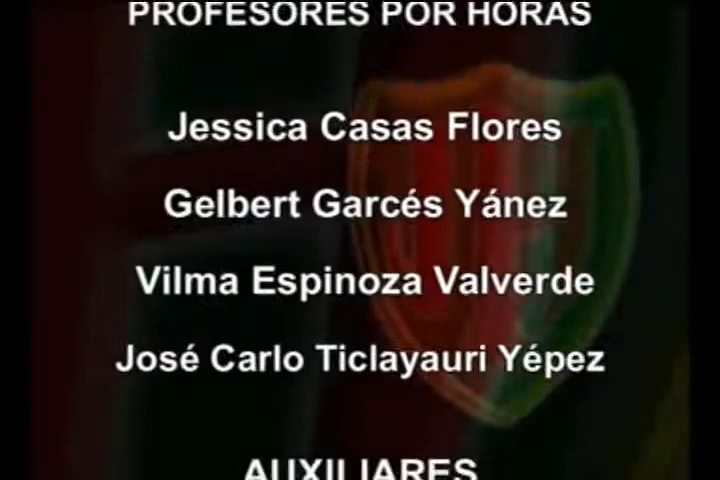 PROFESORES POR HORAS
Jessica Casas Flores
Gelbert Garcés Yánez
Vilma Espinoza Valverde
José Carlo Ticlayauri Yépez
AUXILIARES